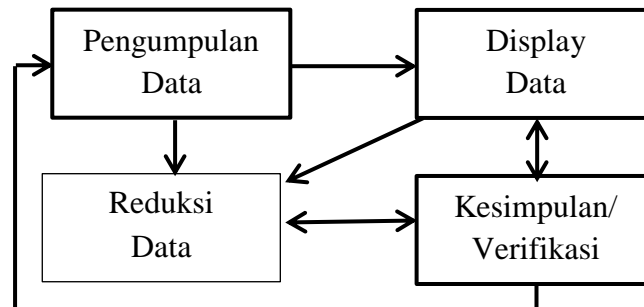 Pengumpulan
Data
Display
Data
Reduksi
Data
Kesimpulan/
Verifikasi